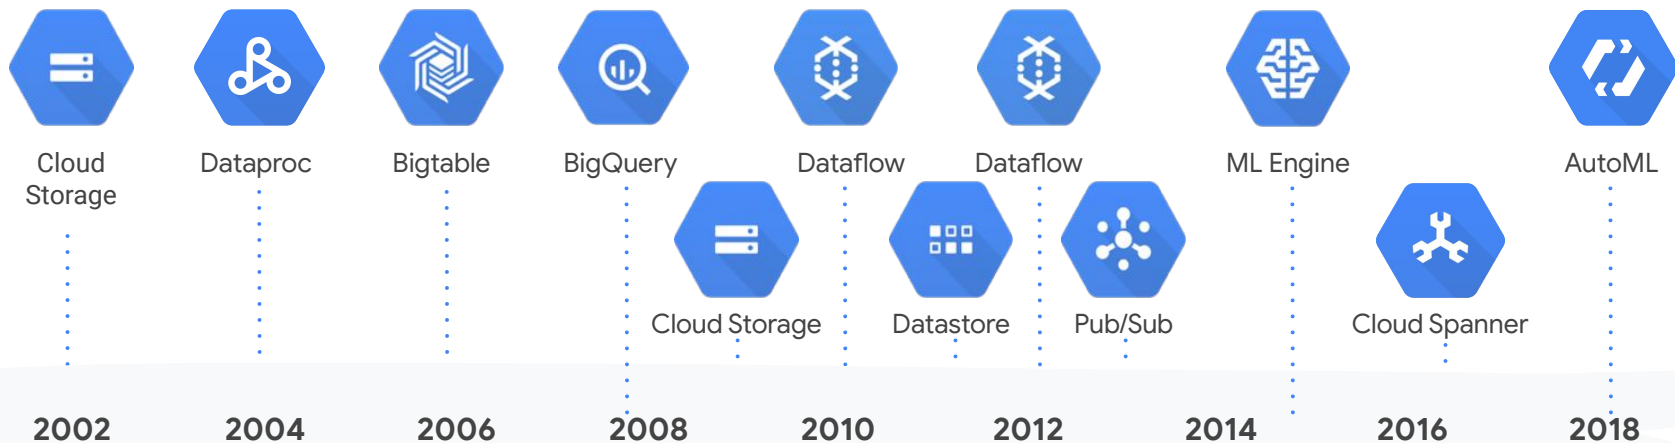 Cloud
Storage
Dataproc
Bigtable
BigQuery
Dataflow
Dataflow
ML Engine
AutoML
Cloud Storage
Datastore
Pub/Sub
Cloud Spanner
2002
2004
2006
2008
2010
2012
2014
2016
2018